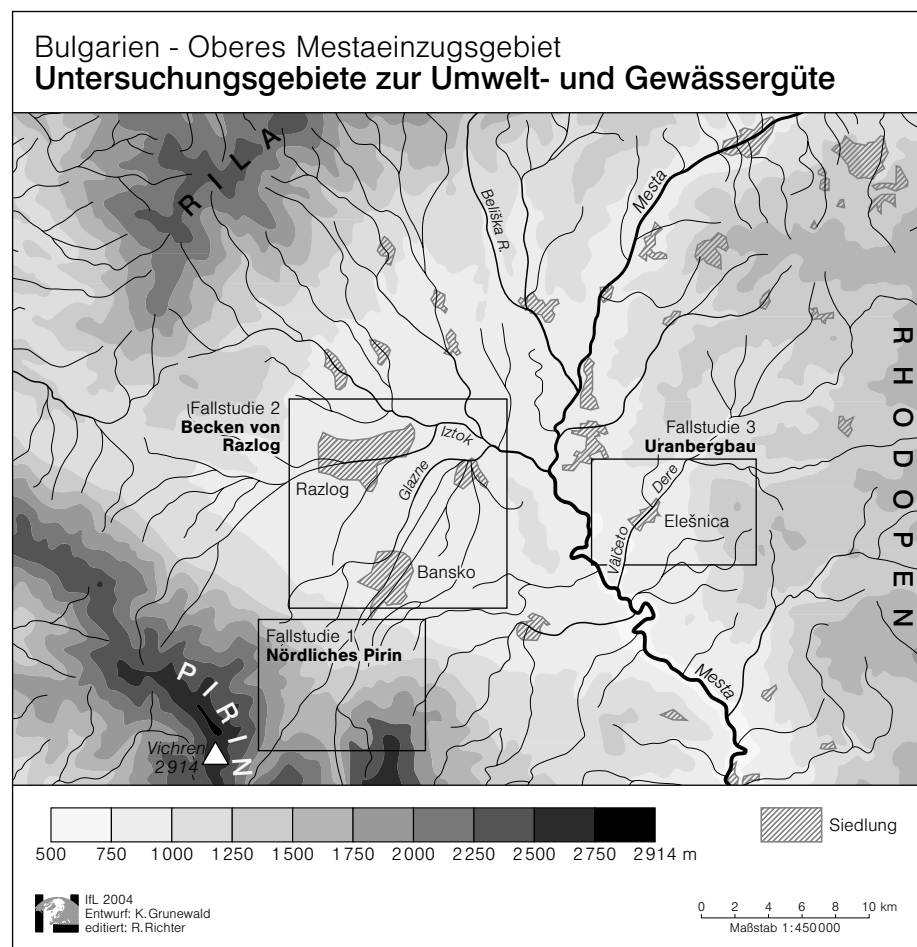 Bulgarien - Oberes Mestaeinzugsgebiet
Untersuchungsgebiete zur Umwelt- und Gewässergüte
RILA
Beliška R.
Mesta
RHODOPEN
Fallstudie 2
Becken von
Razlog
Iztok
Glazne
Razlog
Bansko
Fallstudie 3
Uranbergbau
Dere
Elešnica
Vălčeto
Fallstudie 1
Nördliches Pirin
PIRIN
Vichren
2914
Mesta
500 750 1000 1250 1500 1750 2000 2250 2500 2750 2914 m
Siedlung
IfL 2004
Entwurf: K. Grunewald
editiert: R. Richter
0 2 4 6 8 10 km
Maßstab 1:450 000